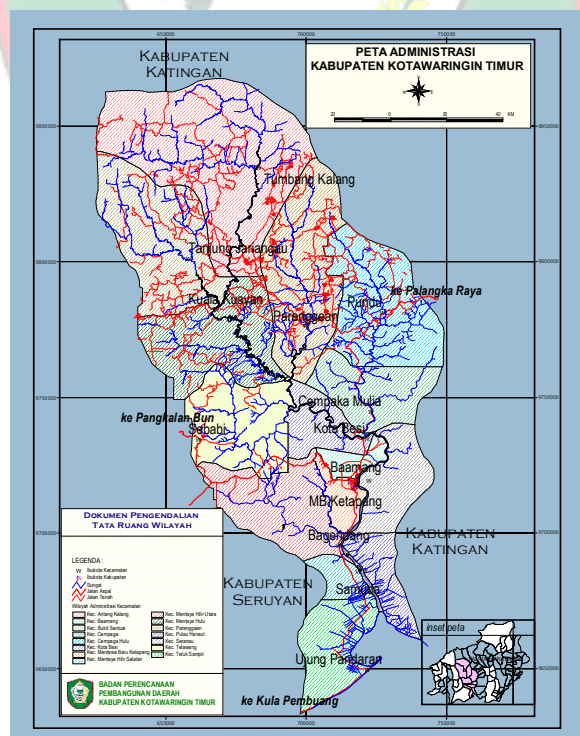 PETA ADMINISTRASI
KABUPATEN KOTAWARINGIN TIMUR
20 0 20 40 KM
650000 700000 750000
9850000 9850000
9800000 9800000
9750000 9750000
9700000 9700000
9650000 9650000
650000 700000 750000
KABUPATEN
KATINGAN
Tumbang Kalang
Kuala Kuayan
Parenggean
Pundu
ke Palangka Raya
Cempaka Mulia
ke Pangkalan Bun
Sebabi
Kota Besi
Baamang
MB Ketapang
KABUPATEN
KATINGAN
KABUPATEN
SERUYAN
Samuda
Ujung Pandaran
ke Kula Pembuang
DOKUMEN PENGENDALIAN
TATA RUANG WILAYAH
LEGENDA :
Ibukota Kecamatan
Ibukota Kabupaten
Sungai
Jalan Aspal
Jalan Tanah
Wilayah Administrasi Kecamatan
Kec. Antang Kalang
Kec. Baamang
Kec. Bukit Santuai
Kec. Cempaga
Kec. Cempaga Hulu
Kec. Kota Besi
Kec. Mentawa Baru Ketapang
Kec. Mentaya Hilir Selatan
Kec. Mentaya Hilir Utara
Kec. Mentaya Hulu
Kec. Parenggean
Kec. Pulau Hanaut
Kec. Seranau
Kec. Telawang
Kec. Teluk Sampit
BADAN PERENCANAAN
PEMBANGUNAN DAERAH
KABUPATEN KOTAWARINGIN TIMUR
inset peta